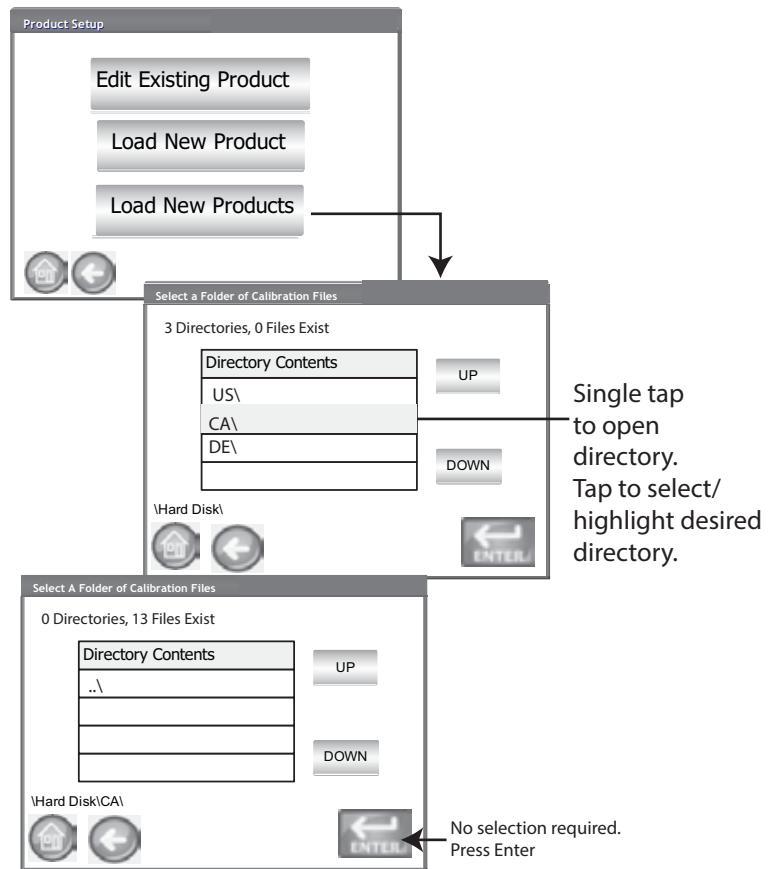 Product Setup
Edit Existing Product
Load New Product
Load New Products
Select a Folder of Calibration Files
3 Directories, 0 Files Exist
Directory Contents
US\
CA\
DE\
UP
DOWN
\Hard Disk\
ENTER
Single tap
to open
directory.
Tap to select/
highlight desired
directory.
Select A Folder of Calibration Files
0 Directories, 13 Files Exist
Directory Contents
..\
UP
DOWN
\Hard Disk\CA\
ENTER
No selection required.
Press Enter